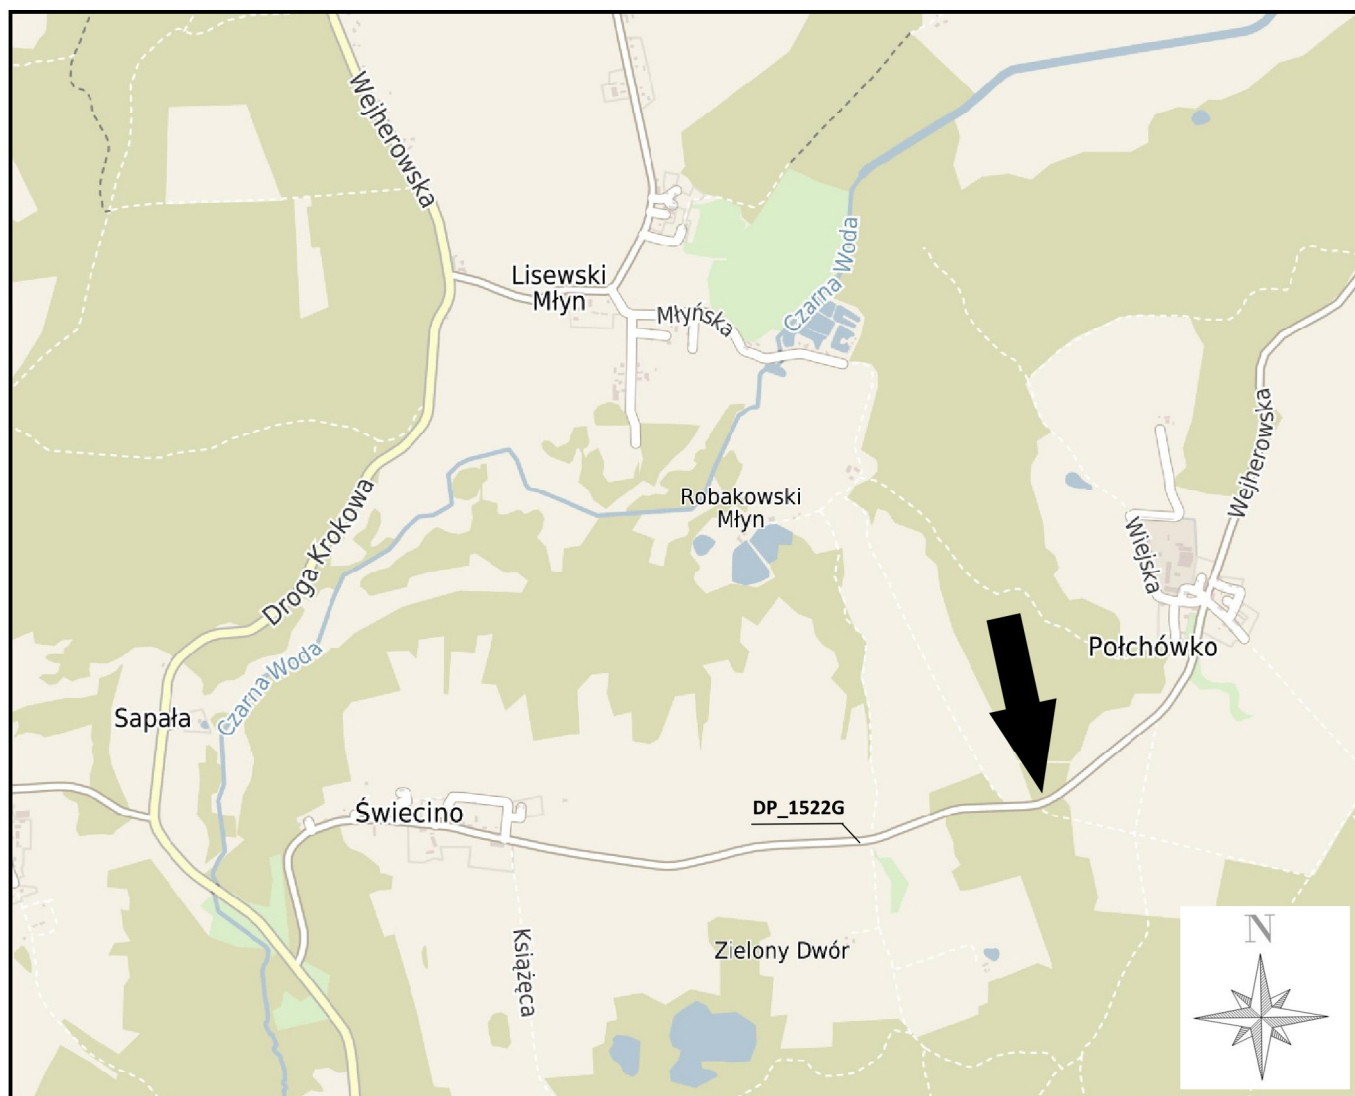 Wejherowska
Lisewski
Młyn
Młyńska
Czarna Woda
Wejherowska
Droga Krokowa
Robakowski
Młyn
Wiejska
Połchówko
Czarna Woda
Sapała
Świecino
DP_1522G
Książęca
Zielony Dwór
N